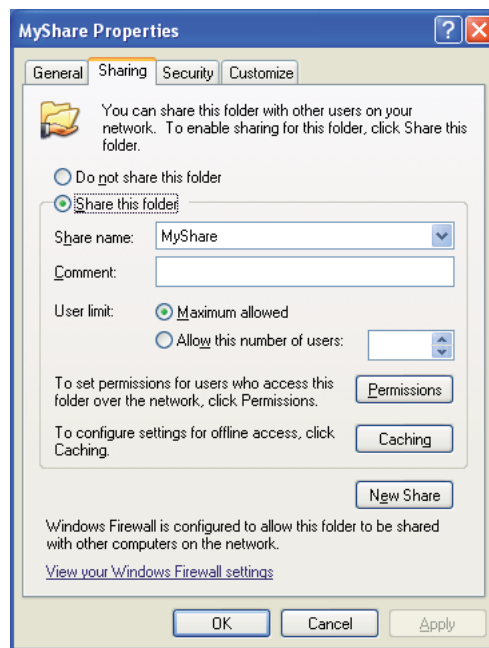 MyShare Properties
General Sharing Security Customize
You can share this folder with other users on your
network. To enable sharing for this folder, click Share this
folder.
Do not share this folder
Share this folder
Share name: MyShare
Comment:
User limit: Maximum allowed
Allow this number of users:
To set permissions for users who access this
folder over the network, click Permissions.
Permissions
To configure settings for offline access, click
Caching.
Caching
New Share
Windows Firewall is configured to allow this folder to be shared
with other computers on the network.
View your Windows Firewall settings
OK Cancel Apply